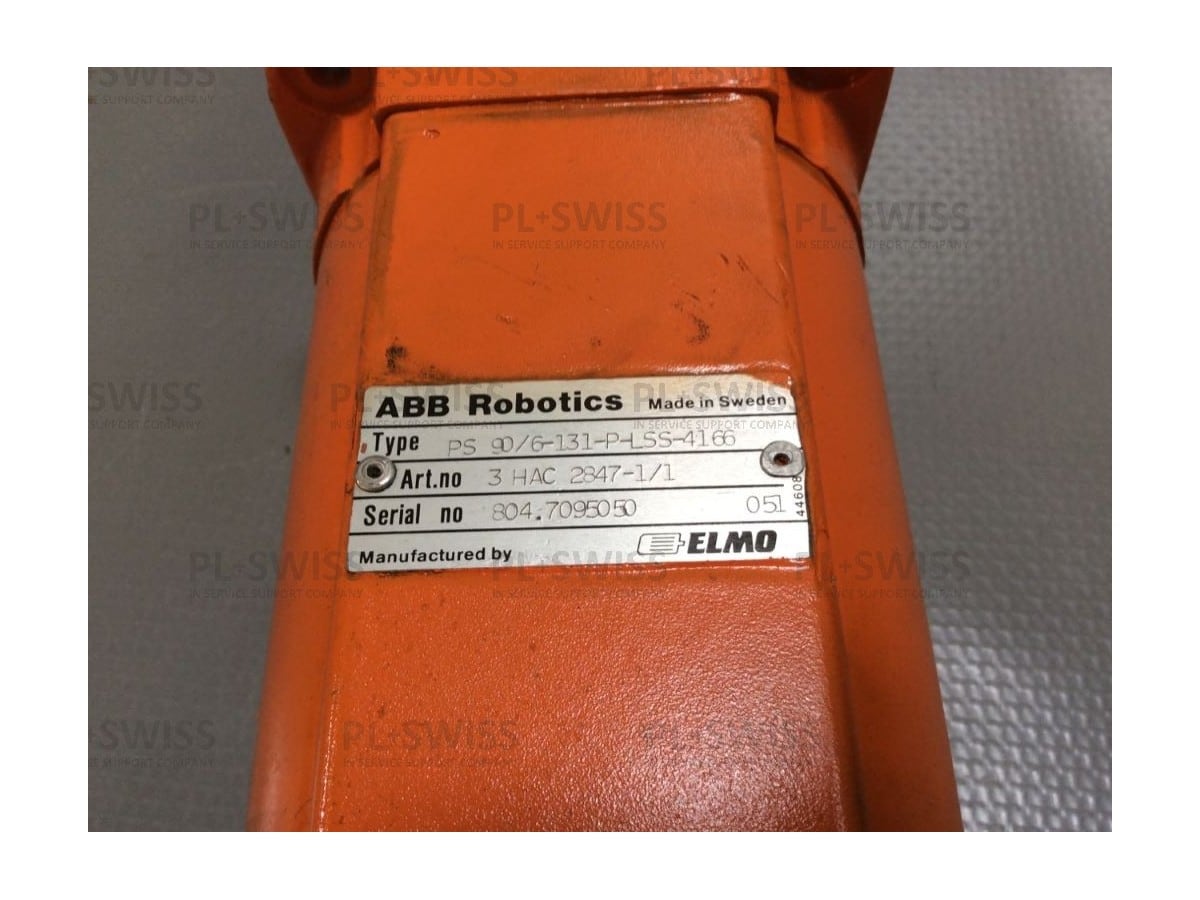 ABB Robotics Made in Sweden
Type PS 90/6-131-P-LSS-4166
Art.no 3 HAC 2847-1/1
Serial no 804.7095050 051
44608
Manufactured by ELMO
PL+SWISS
IN SERVICE SUPPORT COMPANY